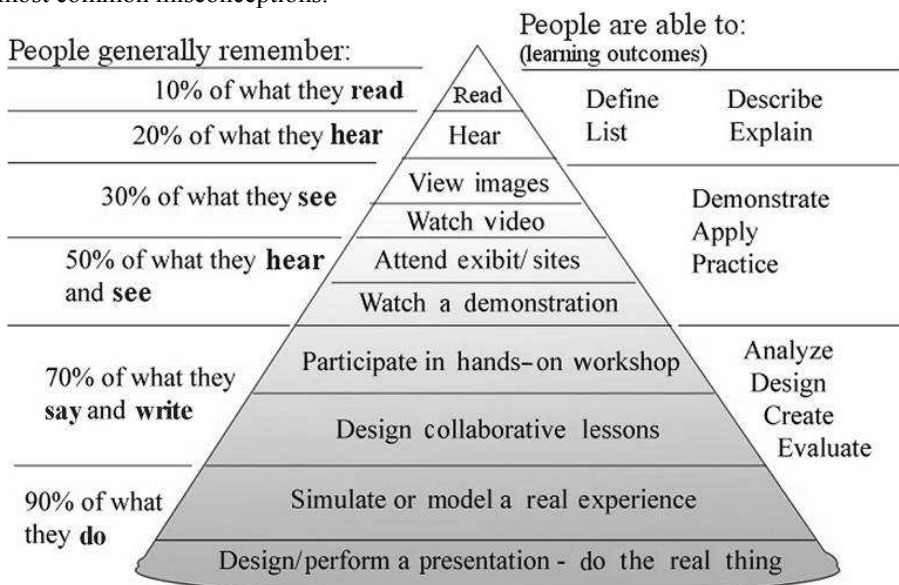 most common misconceptions.
People generally remember:
10% of what they read
20% of what they hear
30% of what they see
50% of what they hear
and see
70% of what they
say and write
90% of what
they do
Read
Hear
View images
Watch video
Attend exibit/ sites
Watch a demonstration
Participate in hands-on workshop
Design collaborative lessons
Simulate or model a real experience
Design/perform a presentation - do the real thing
People are able to:
(learning outcomes)
Define Describe
List Explain
Demonstrate
Apply
Practice
Analyze
Design
Create
Evaluate